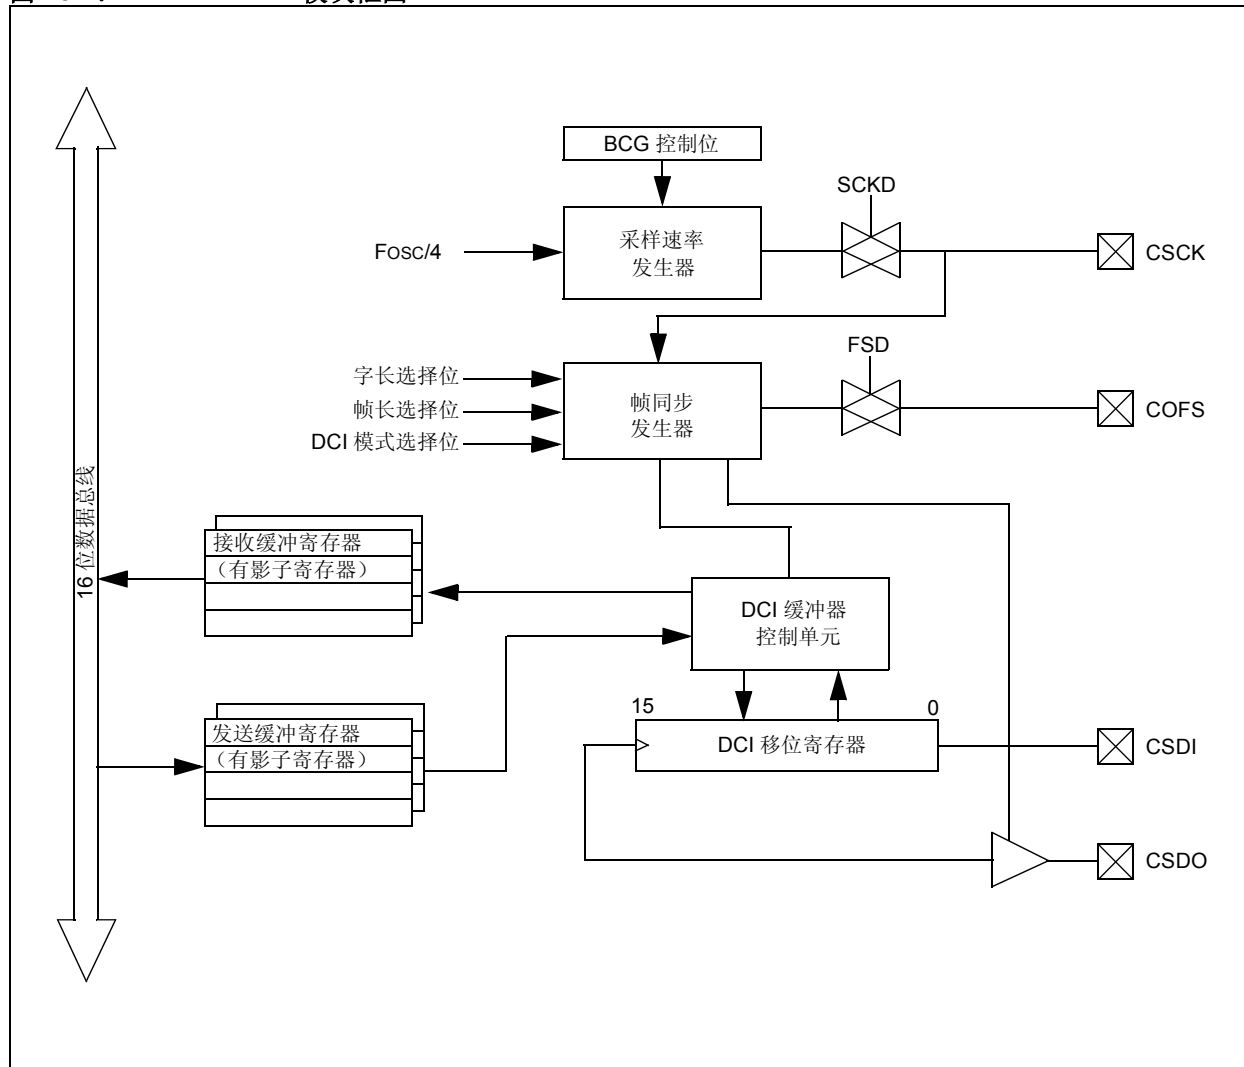 BCG 控制位
SCKD
采样速率
发生器
Fosc/4
CSCK
FSD
字长选择位
帧长选择位
DCI 模式选择位
帧同步
发生器
COFS
16 位数据总线
接收缓冲寄存器
（有影子寄存器）
DCI 缓冲器
控制单元
15
0
发送缓冲寄存器
（有影子寄存器）
DCI 移位寄存器
CSDI
CSDO